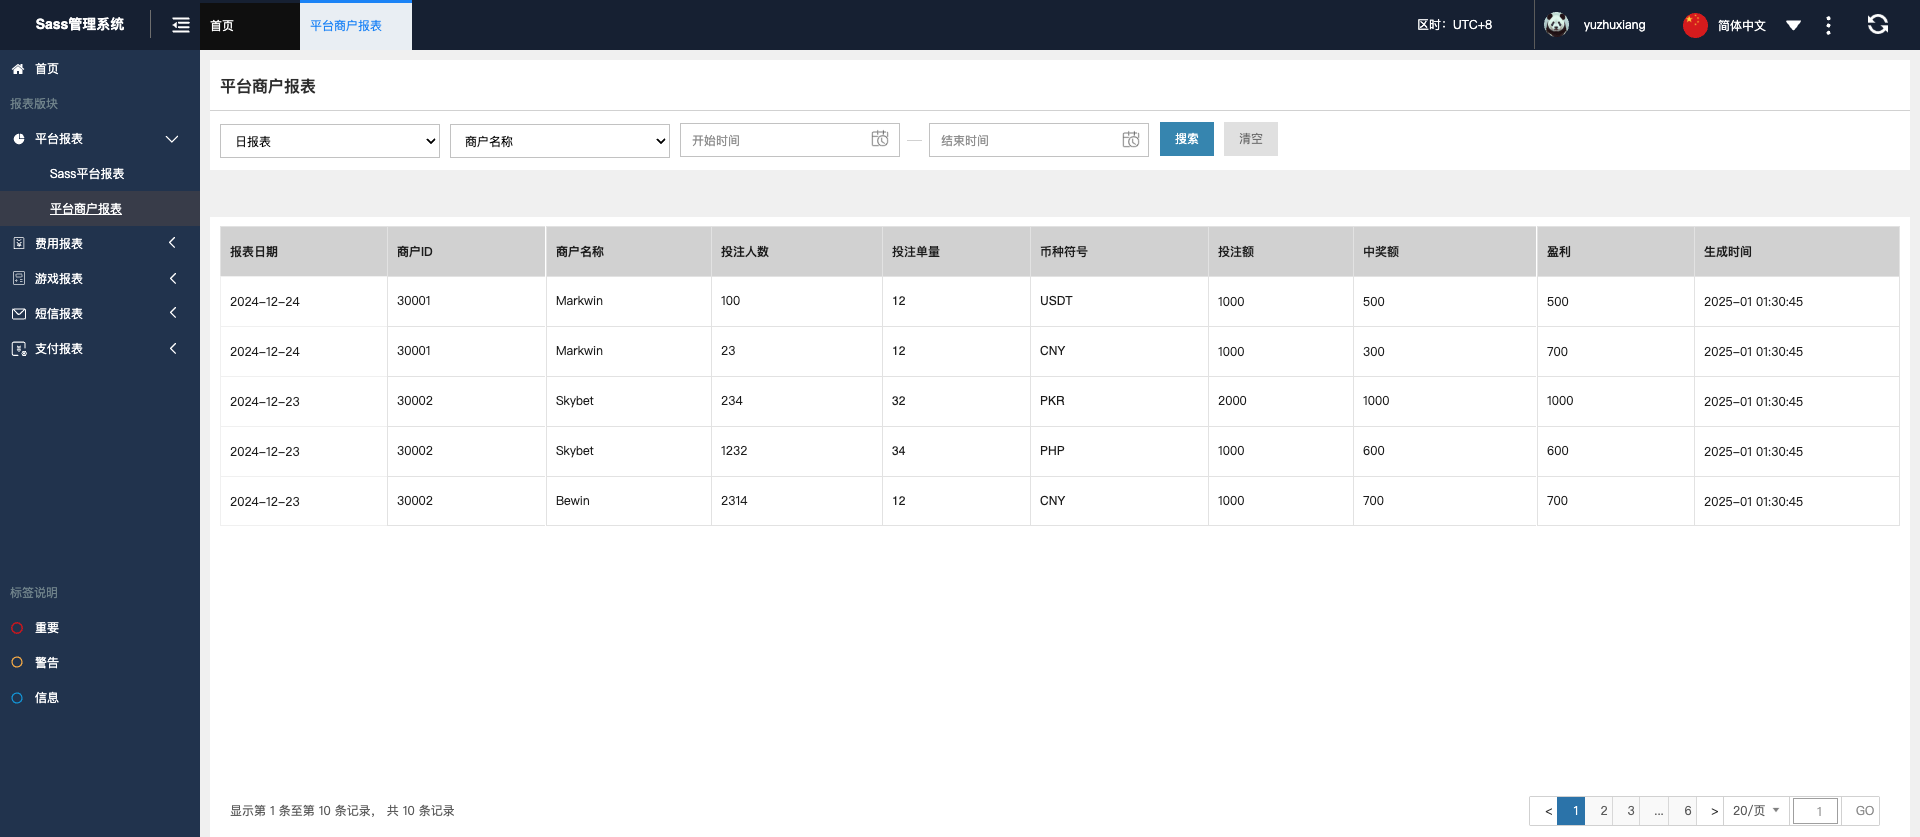 Sass管理系统
首页
平台商户报表
区时：UTC+8
yuzhuxiang
简体中文
首页
报表版块
平台报表
Sass平台报表
平台商户报表
费用报表
游戏报表
短信报表
支付报表
标签说明
重要
警告
信息
平台商户报表
日报表 商户名称 开始时间 — 结束时间 搜索 清空
报表日期 商户ID 商户名称 投注人数 投注单量 币种符号 投注额 中奖额 盈利 生成时间
2024-12-24 30001 Markwin 100 12 USDT 1000 500 500 2025-01 01:30:45
2024-12-24 30001 Markwin 23 12 CNY 1000 300 700 2025-01 01:30:45
2024-12-23 30002 Skybet 234 32 PKR 2000 1000 1000 2025-01 01:30:45
2024-12-23 30002 Skybet 1232 34 PHP 1000 600 600 2025-01 01:30:45
2024-12-23 30002 Bewin 2314 12 CNY 1000 700 700 2025-01 01:30:45
显示第 1 条至第 10 条记录， 共 10 条记录
< 1 2 3 ... 6 > 20/页 1 GO